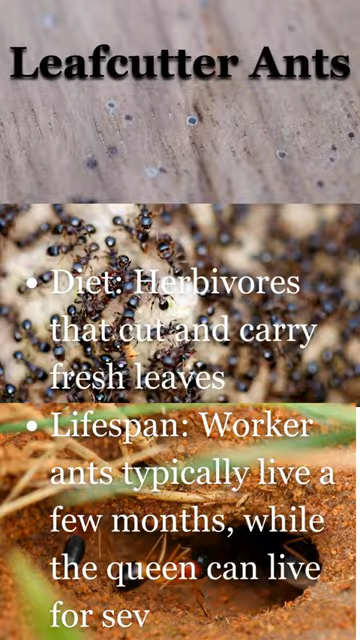 Leafcutter Ants
• Diet: Herbivores
that cut and carry
fresh leaves
• Lifespan: Worker
ants typically live a
few months, while
the queen can live
for sev